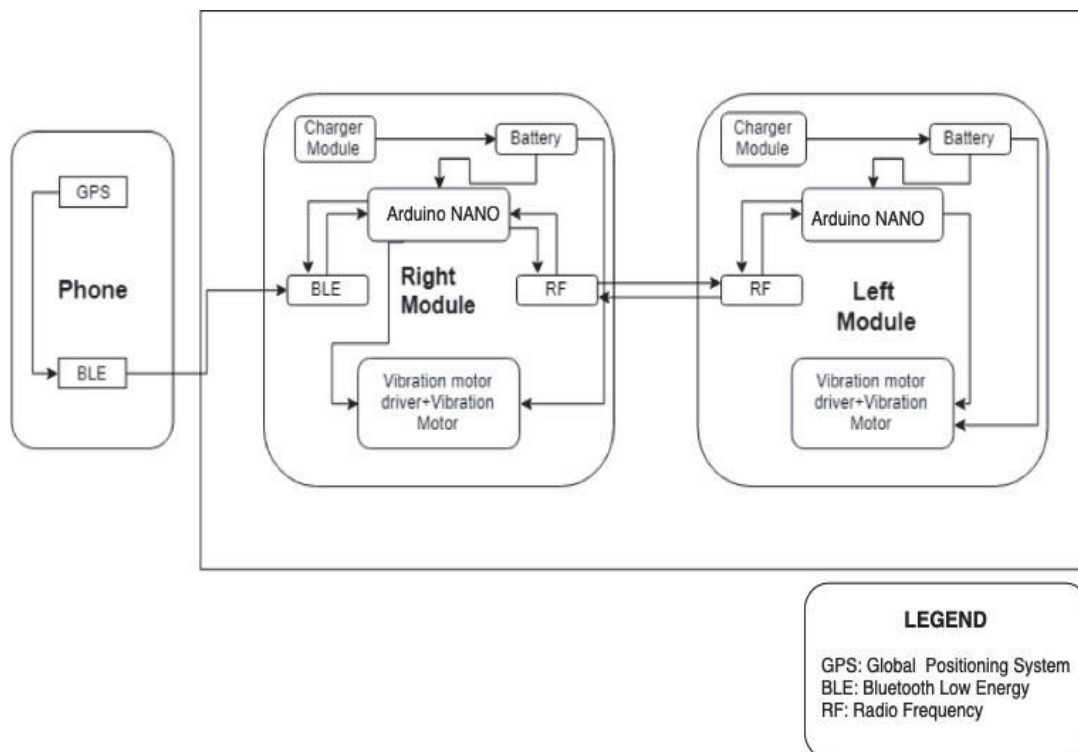 GPS
Phone
BLE
Charger
Module
Battery
Arduino NANO
BLE
Right
Module
RF
Vibration motor
driver+Vibration
Motor
Charger
Module
Battery
Arduino NANO
RF
Left
Module
Vibration motor
driver+Vibration
Motor
LEGEND
GPS: Global Positioning System
BLE: Bluetooth Low Energy
RF: Radio Frequency